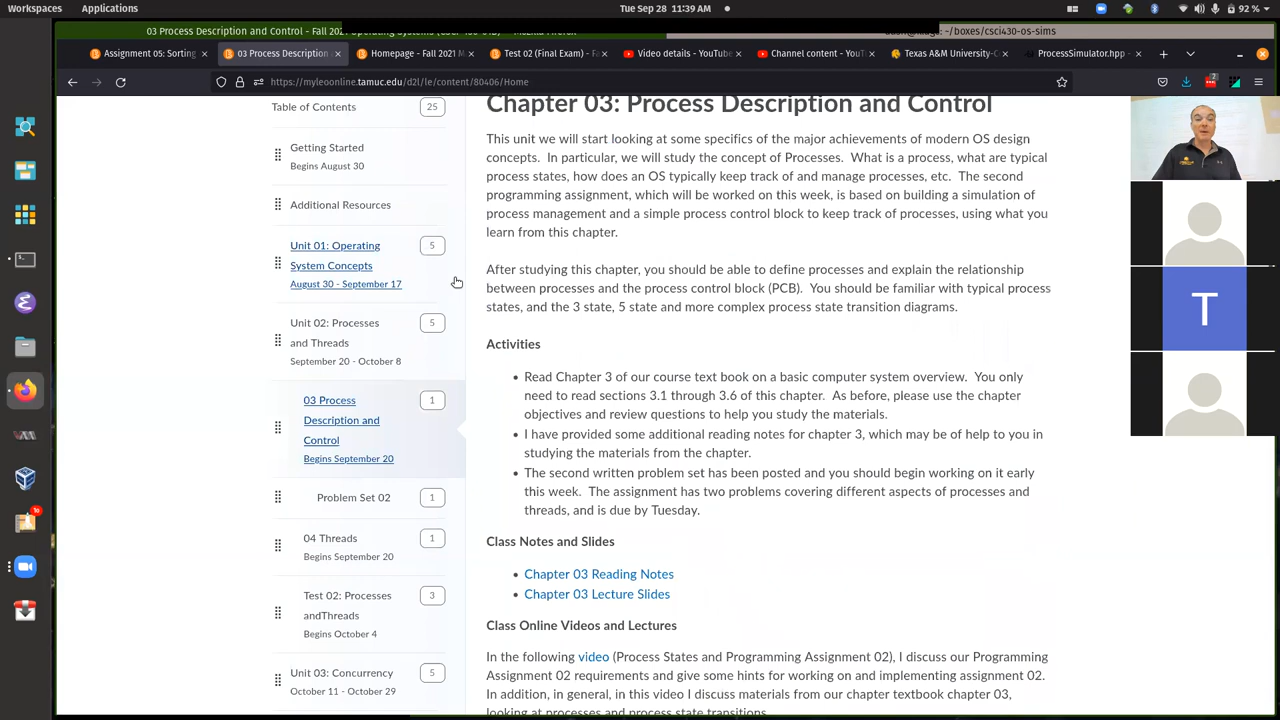 Workspaces Applications Tue Sep 28 11:39 AM 92 %
03 Process Description and Control - Fall 202
~/boxes/csci430-os-sims
Assignment 05: Sorting
03 Process Description
Homepage - Fall 2021 M
Test 02 (Final Exam) - Fa
Video details - YouTube
Channel content - YouT
Texas A&M University-C
ProcessSimulator.hpp -
https://myleoonline.tamuc.edu/d2l/le/content/80406/Home
Table of Contents 25
Getting Started
Begins August 30
Additional Resources
Unit 01: Operating 5
System Concepts
August 30 - September 17
Unit 02: Processes 5
and Threads
September 20 - October 8
03 Process 1
Description and
Control
Begins September 20
Problem Set 02 1
04 Threads 1
Begins September 20
Test 02: Processes 3
andThreads
Begins October 4
Unit 03: Concurrency 5
October 11 - October 29
Chapter 03: Process Description and Control
This unit we will start looking at some specifics of the major achievements of modern OS design
concepts. In particular, we will study the concept of Processes. What is a process, what are typical
process states, how does an OS typically keep track of and manage processes, etc. The second
programming assignment, which will be worked on this week, is based on building a simulation of
process management and a simple process control block to keep track of processes, using what you
learn from this chapter.
After studying this chapter, you should be able to define processes and explain the relationship
between processes and the process control block (PCB). You should be familiar with typical process
states, and the 3 state, 5 state and more complex process state transition diagrams.
Activities
• Read Chapter 3 of our course text book on a basic computer system overview. You only
need to read sections 3.1 through 3.6 of this chapter. As before, please use the chapter
objectives and review questions to help you study the materials.
• I have provided some additional reading notes for chapter 3, which may be of help to you in
studying the materials from the chapter.
• The second written problem set has been posted and you should begin working on it early
this week. The assignment has two problems covering different aspects of processes and
threads, and is due by Tuesday.
Class Notes and Slides
• Chapter 03 Reading Notes
• Chapter 03 Lecture Slides
Class Online Videos and Lectures
In the following video (Process States and Programming Assignment 02), I discuss our Programming
Assignment 02 requirements and give some hints for working on and implementing assignment 02.
In addition, in general, in this video I discuss materials from our chapter textbook chapter 03,
looking at processes and process state transitions.
T